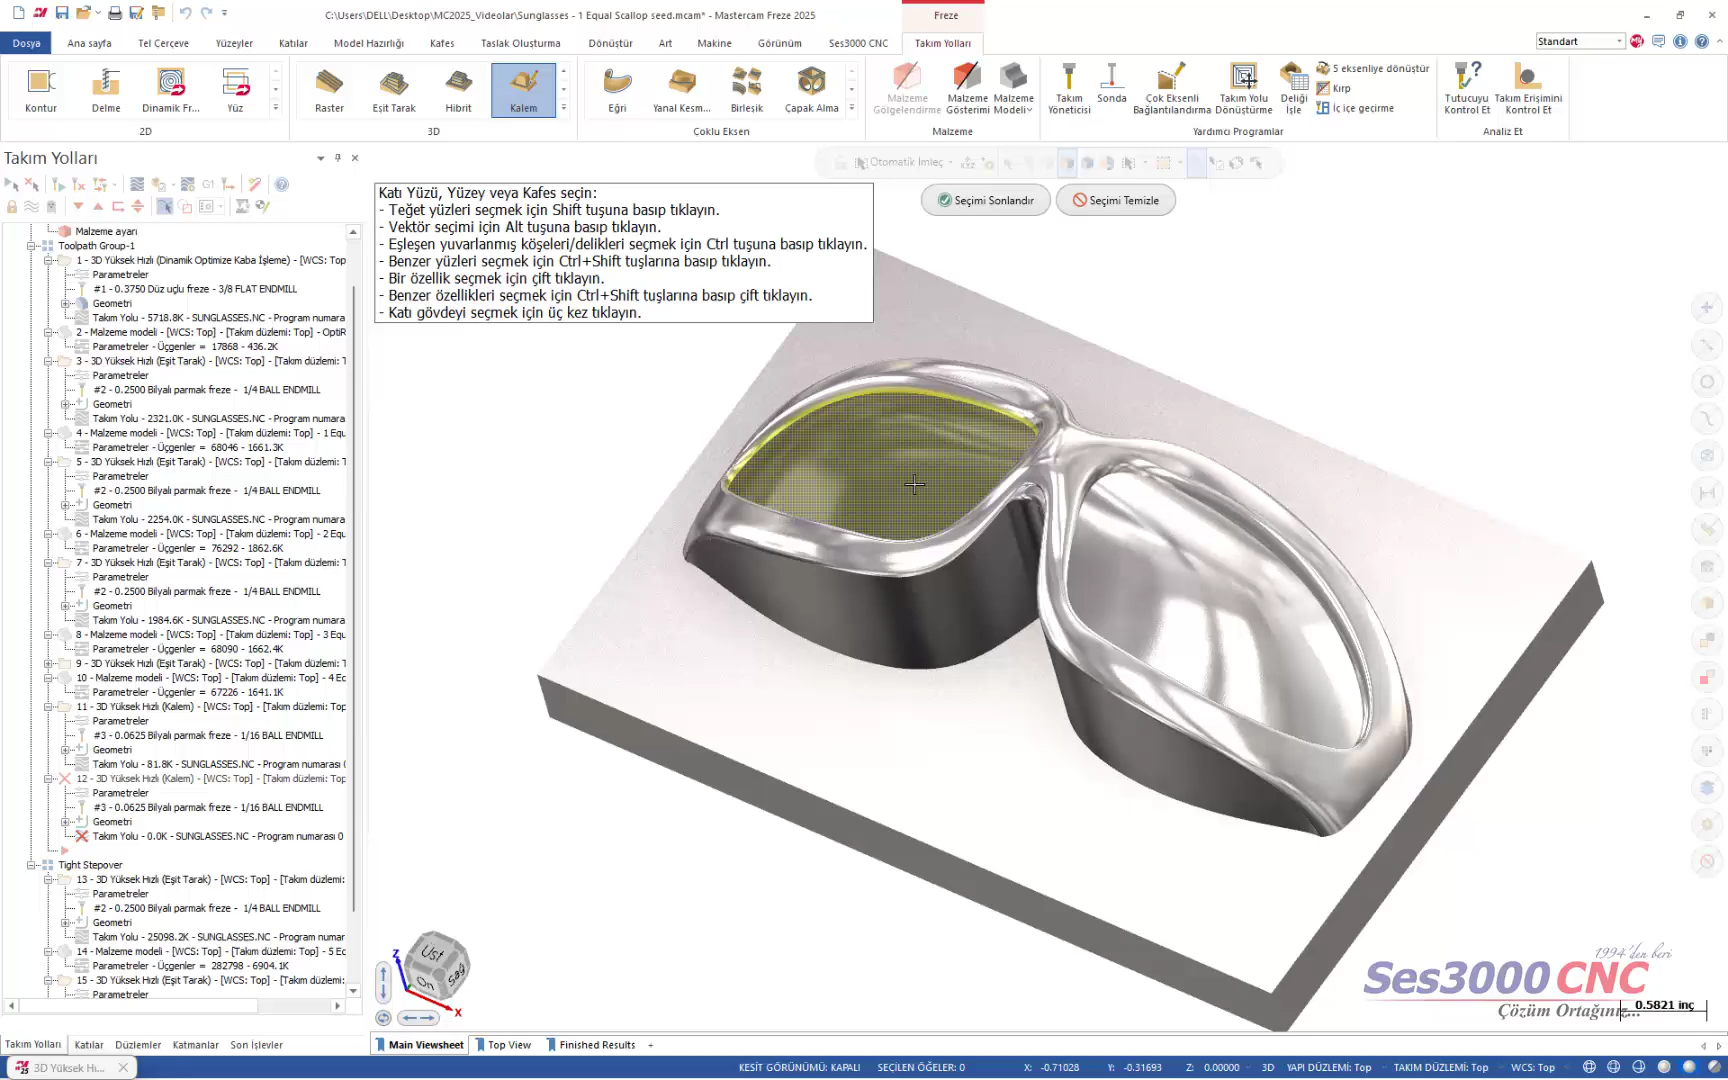 C:\Users\DELL\Desktop\MC2025_Videolar\Sunglasses - 1 Equal Scallop seed.mcam* - Mastercam Freze 2025
Freze
Dosya
Ana sayfa
Tel Çerçeve
Yüzeyler
Katılar
Model Hazırlığı
Kafes
Taslak Oluşturma
Dönüştür
Art
Makine
Görünüm
Ses3000 CNC
Takım Yolları
Standart
Kontur
Delme
Dinamik Fr...
Yüz
Raster
Eşit Tarak
Hibrit
Kalem
Eğri
Yanal Kesm...
Birleşik
Çapak Alma
Malzeme Gölgelendirme
Malzeme Gösterimi
Malzeme Modeli
Takım Yöneticisi
Sonda
Çok Eksenli Bağlantılandırma
Takım Yolu Dönüştürme
Deliği İşle
5 eksenliye dönüştür
Kırp
İç içe geçirme
Tutucuyu Kontrol Et
Takım Erişimini Kontrol Et
2D
3D
Çoklu Eksen
Malzeme
Yardımcı Programlar
Analiz Et
Takım Yolları
Otomatik İmleç
G1
Katı Yüzü, Yüzey veya Kafes seçin:
- Teğet yüzleri seçmek için Shift tuşuna basıp tıklayın.
- Vektör seçimi için Alt tuşuna basıp tıklayın.
- Eşleşen yuvarlanmış köşeleri/delikleri seçmek için Ctrl tuşuna basıp tıklayın.
- Benzer yüzleri seçmek için Ctrl+Shift tuşlarına basıp tıklayın.
- Bir özellik seçmek için çift tıklayın.
- Benzer özellikleri seçmek için Ctrl+Shift tuşlarına basıp çift tıklayın.
- Katı gövdeyi seçmek için üç kez tıklayın.
Seçimi Sonlandır
Seçimi Temizle
Malzeme ayarı
Toolpath Group-1
1 - 3D Yüksek Hızlı (Dinamik Optimize Kaba İşleme) - [WCS: Top
Parametreler
#1 - 0.3750 Düz uçlu freze - 3/8 FLAT ENDMILL
Geometri
Takım Yolu - 5718.8K - SUNGLASSES.NC - Program numara
2 - Malzeme modeli - [WCS: Top] - [Takım düzlemi: Top] - OptiR
Parametreler - Üçgenler = 17868 - 436.2K
3 - 3D Yüksek Hızlı (Eşit Tarak) - [WCS: Top] - [Takım düzlemi: T
Parametreler
#2 - 0.2500 Bilyalı parmak freze - 1/4 BALL ENDMILL
Geometri
Takım Yolu - 2321.0K - SUNGLASSES.NC - Program numara
4 - Malzeme modeli - [WCS: Top] - [Takım düzlemi: Top] - 1 Equ
Parametreler - Üçgenler = 68046 - 1661.3K
5 - 3D Yüksek Hızlı (Eşit Tarak) - [WCS: Top] - [Takım düzlemi: T
Parametreler
#2 - 0.2500 Bilyalı parmak freze - 1/4 BALL ENDMILL
Geometri
Takım Yolu - 2254.0K - SUNGLASSES.NC - Program numara
6 - Malzeme modeli - [WCS: Top] - [Takım düzlemi: Top] - 2 Equ
Parametreler - Üçgenler = 76292 - 1862.6K
7 - 3D Yüksek Hızlı (Eşit Tarak) - [WCS: Top] - [Takım düzlemi: T
Parametreler
#2 - 0.2500 Bilyalı parmak freze - 1/4 BALL ENDMILL
Geometri
Takım Yolu - 1984.6K - SUNGLASSES.NC - Program numara
8 - Malzeme modeli - [WCS: Top] - [Takım düzlemi: Top] - 3 Equ
Parametreler - Üçgenler = 68090 - 1662.4K
9 - 3D Yüksek Hızlı (Eşit Tarak) - [WCS: Top] - [Takım düzlemi: T
10 - Malzeme modeli - [WCS: Top] - [Takım düzlemi: Top] - 4 Ec
Parametreler - Üçgenler = 67226 - 1641.1K
11 - 3D Yüksek Hızlı (Kalem) - [WCS: Top] - [Takım düzlemi: Top
Parametreler
#3 - 0.0625 Bilyalı parmak freze - 1/16 BALL ENDMILL
Geometri
Takım Yolu - 81.8K - SUNGLASSES.NC - Program numarası (
12 - 3D Yüksek Hızlı (Kalem) - [WCS: Top] - [Takım düzlemi: Top
Parametreler
#3 - 0.0625 Bilyalı parmak freze - 1/16 BALL ENDMILL
Geometri
Takım Yolu - 0.0K - SUNGLASSES.NC - Program numarası 0
Tight Stepover
13 - 3D Yüksek Hızlı (Eşit Tarak) - [WCS: Top] - [Takım düzlemi:
Parametreler
#2 - 0.2500 Bilyalı parmak freze - 1/4 BALL ENDMILL
Geometri
Takım Yolu - 25098.2K - SUNGLASSES.NC - Program numar
14 - Malzeme modeli - [WCS: Top] - [Takım düzlemi: Top] - 5 Ec
Parametreler - Üçgenler = 282798 - 6904.1K
15 - 3D Yüksek Hızlı (Eşit Tarak) - [WCS: Top] - [Takım düzlemi:
Parametreler
Z
Üst
Ön
Sağ
X
1994'den beri
Ses3000 CNC
Çözüm Ortağınız...
0.5821 inç
Takım Yolları
Katılar
Düzlemler
Katmanlar
Son işlevler
Main Viewsheet
Top View
Finished Results
+
3D Yüksek Hı...
KESİT GÖRÜNÜMÜ: KAPALI
SEÇİLEN ÖĞELER: 0
X: -0.71028
Y: -0.31693
Z: 0.00000
3D
YAPI DÜZLEMİ: Top
TAKIM DÜZLEMİ: Top
WCS: Top